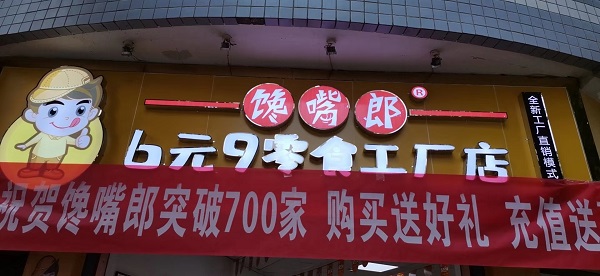 馋嘴郎®
6元9零食工厂店
全新工厂直销模式
祝贺馋嘴郎突破700家 购买送好礼 充值送